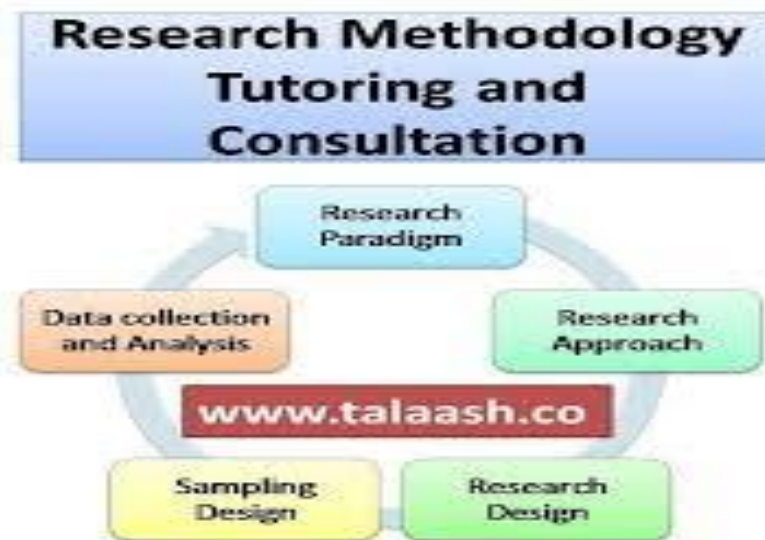 Research Methodology
Tutoring and
Consultation
Research
Paradigm
Research
Approach
Research
Design
Sampling
Design
Data collection
and Analysis
www.talaash.co